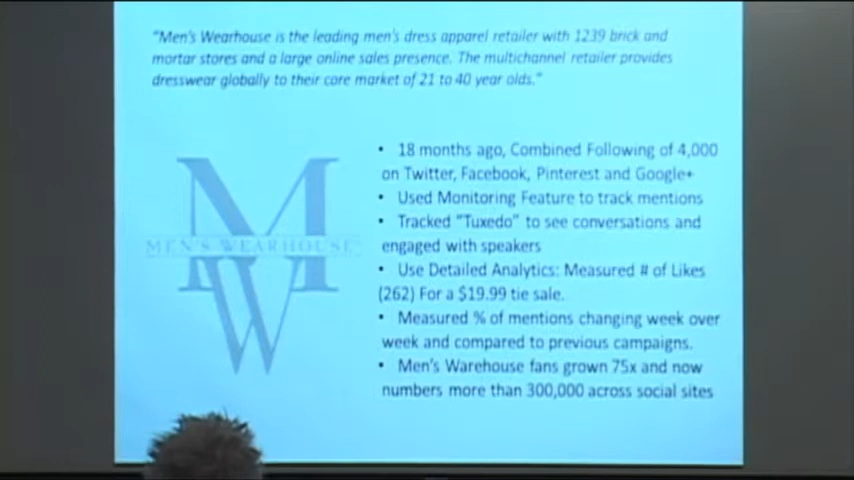 "Men's Wearhouse is the leading men's dress apparel retailer with 1239 brick and
mortar stores and a large online sales presence. The multichannel retailer provides
dresswear globally to their core market of 21 to 40 year olds."
• 18 months ago, Combined Following of 4,000
on Twitter, Facebook, Pinterest and Google+
• Used Monitoring Feature to track mentions
• Tracked "Tuxedo" to see conversations and
engaged with speakers
• Use Detailed Analytics: Measured # of Likes
(262) For a $19.99 tie sale.
• Measured % of mentions changing week over
week and compared to previous campaigns.
• Men's Warehouse fans grown 75x and now
numbers more than 300,000 across social sites
M
MEN'S WEARHOUSE
W